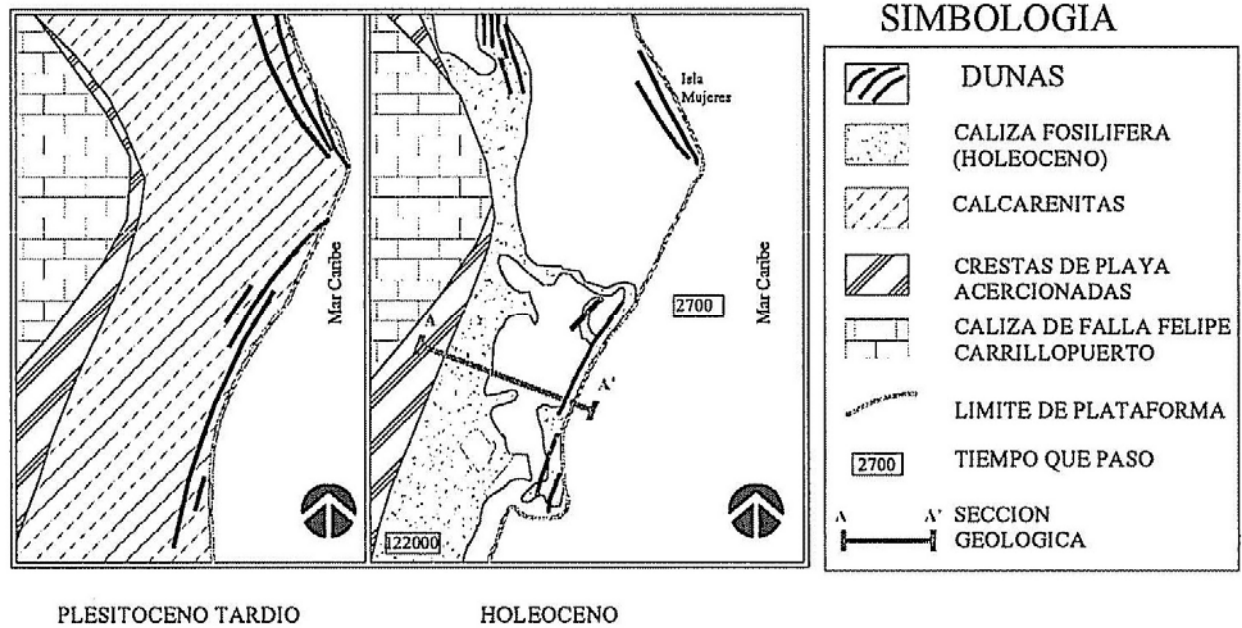 Mar Caribe
Isla
Mujeres
2700
Mar Caribe
A
A'
122000
PLESITOCENO TARDIO
HOLEOCENO
SIMBOLOGIA
DUNAS
CALIZA FOSILIFERA
(HOLEOCENO)
CALCARENITAS
CRESTAS DE PLAYA
ACERCIONADAS
CALIZA DE FALLA FELIPE
CARRILLOPUERTO
LIMITE DE PLATAFORMA
2700 TIEMPO QUE PASO
A A' SECCION
GEOLOGICA